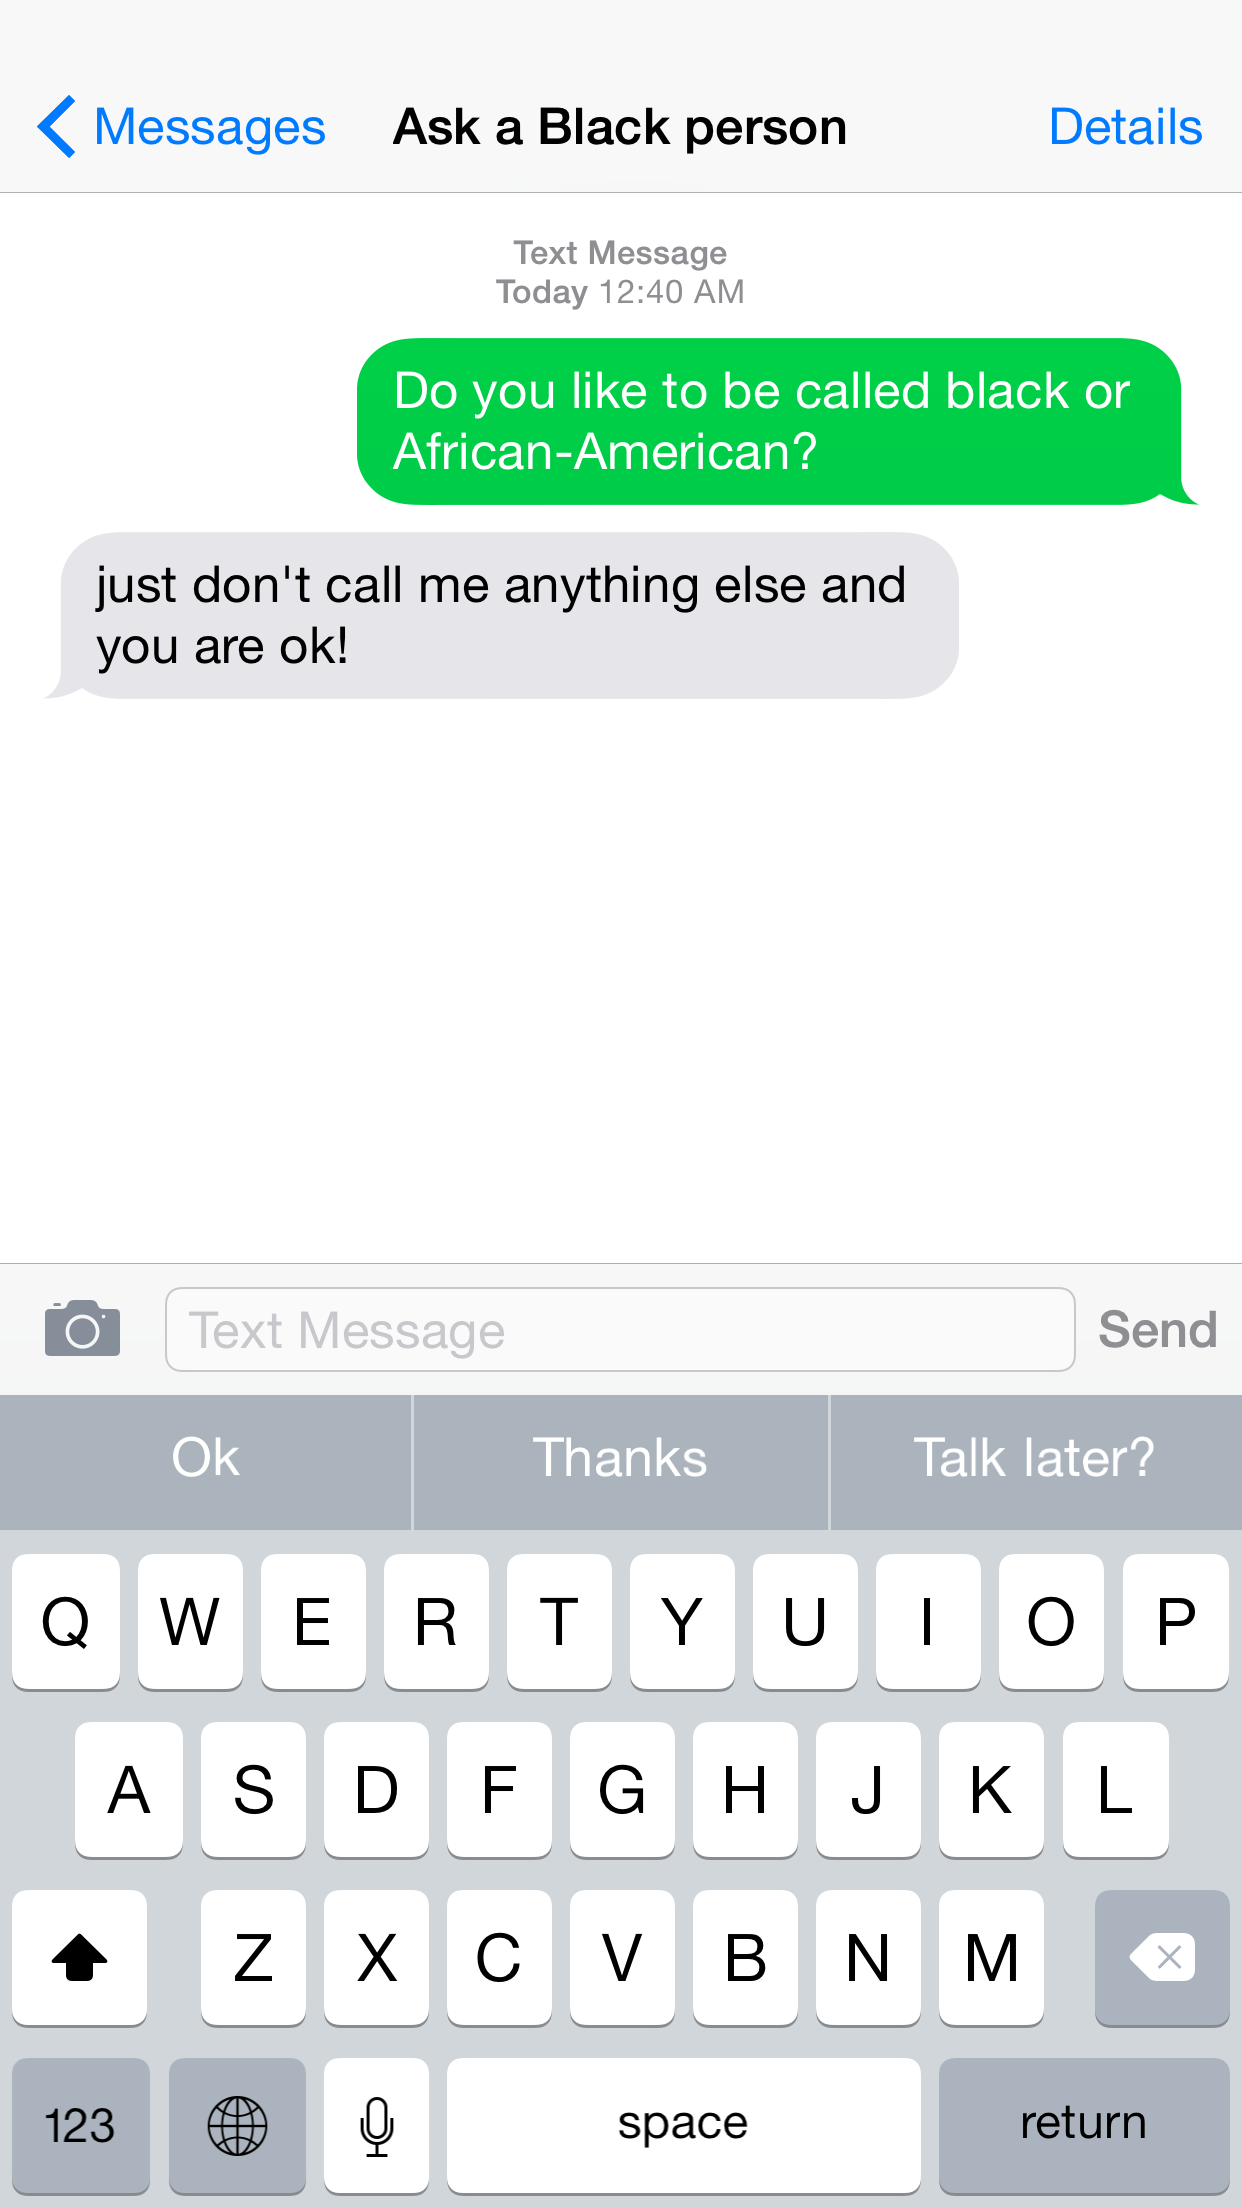 Messages Ask a Black person Details
Text Message
Today 12:40 AM
Do you like to be called black or
African-American?
just don't call me anything else and
you are ok!
Text Message Send
Ok Thanks Talk later?
Q W E R T Y U I O P
A S D F G H J K L
Z X C V B N M
123 space return